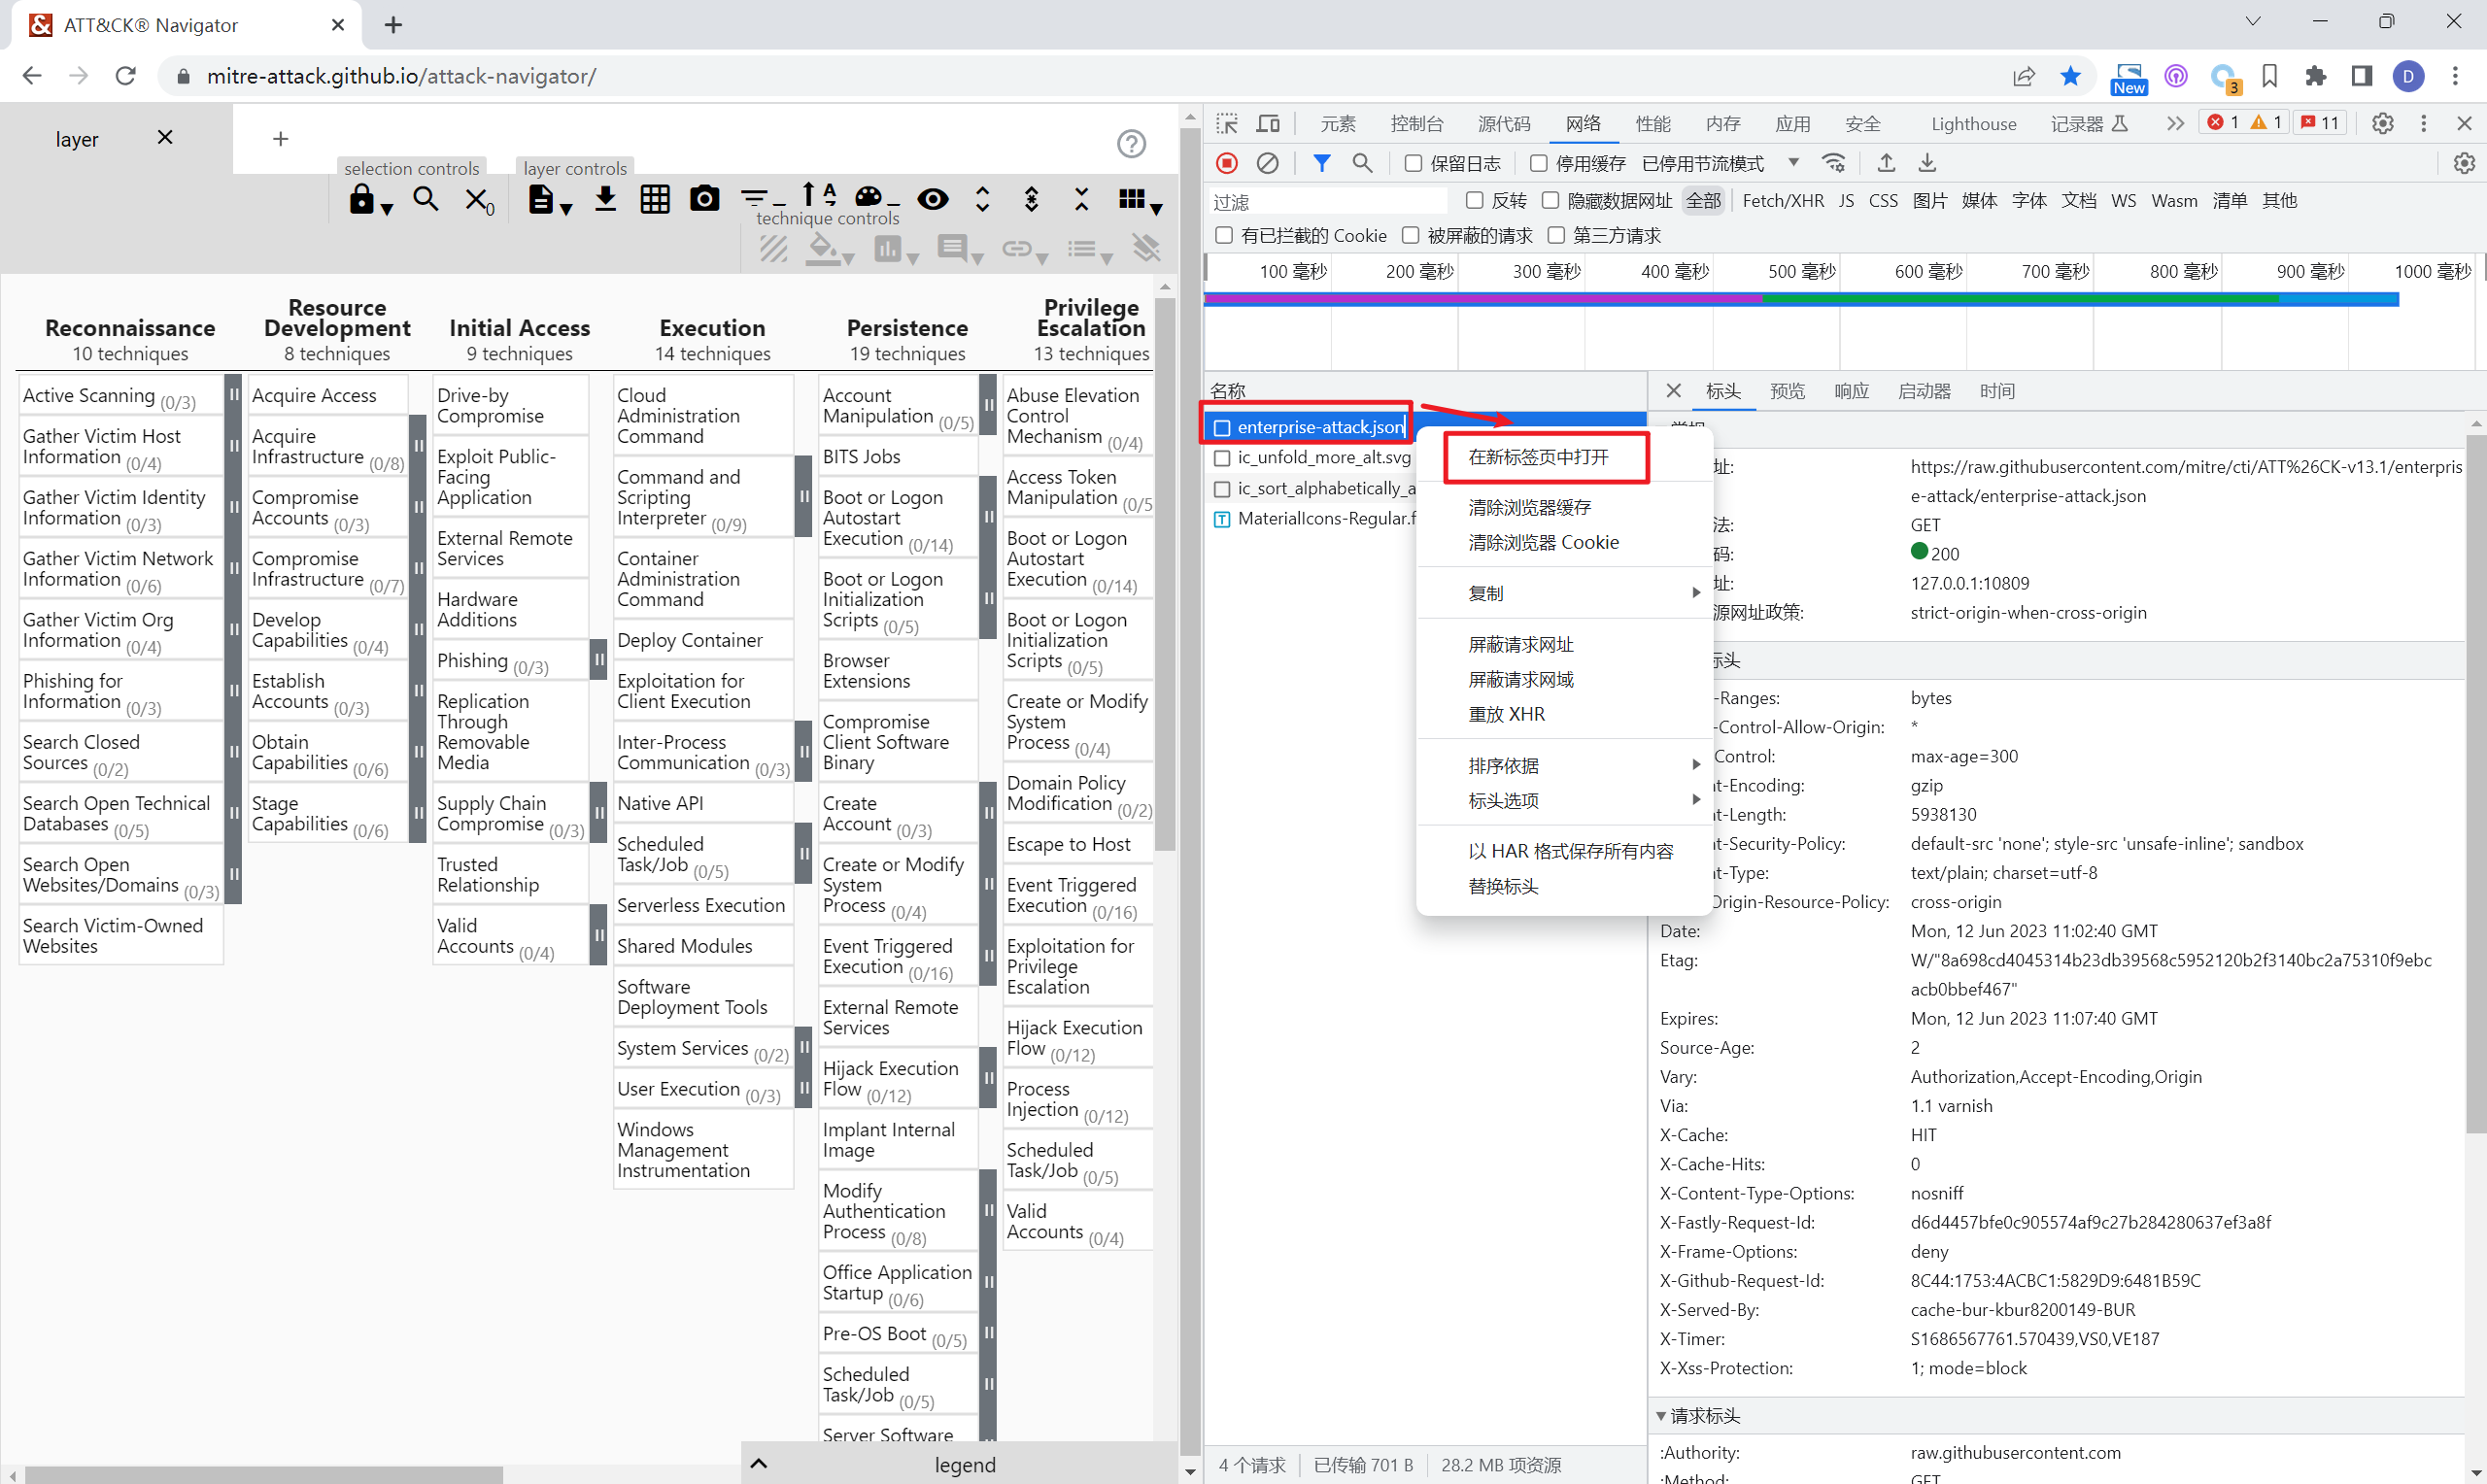 ATT&CK® Navigator
mitre-attack.github.io/attack-navigator/
New
3
D
layer
selection controls
layer controls
0
technique controls
Reconnaissance
10 techniques
Active Scanning (0/3)
Gather Victim Host
Information (0/4)
Gather Victim Identity
Information (0/3)
Gather Victim Network
Information (0/6)
Gather Victim Org
Information (0/4)
Phishing for
Information (0/3)
Search Closed
Sources (0/2)
Search Open Technical
Databases (0/5)
Search Open
Websites/Domains (0/3)
Search Victim-Owned
Websites
Resource
Development
8 techniques
Acquire Access
Acquire
Infrastructure (0/8)
Compromise
Accounts (0/3)
Compromise
Infrastructure (0/7)
Develop
Capabilities (0/4)
Establish
Accounts (0/3)
Obtain
Capabilities (0/6)
Stage
Capabilities (0/6)
Initial Access
9 techniques
Drive-by
Compromise
Exploit Public-
Facing
Application
External Remote
Services
Hardware
Additions
Phishing (0/3)
Replication
Through
Removable
Media
Supply Chain
Compromise (0/3)
Trusted
Relationship
Valid
Accounts (0/4)
Execution
14 techniques
Cloud
Administration
Command
Command and
Scripting
Interpreter (0/9)
Container
Administration
Command
Deploy Container
Exploitation for
Client Execution
Inter-Process
Communication (0/3)
Native API
Scheduled
Task/Job (0/5)
Serverless Execution
Shared Modules
Software
Deployment Tools
System Services (0/2)
User Execution (0/3)
Windows
Management
Instrumentation
Persistence
19 techniques
Account
Manipulation (0/5)
BITS Jobs
Boot or Logon
Autostart
Execution (0/14)
Boot or Logon
Initialization
Scripts (0/5)
Browser
Extensions
Compromise
Client Software
Binary
Create
Account (0/3)
Create or Modify
System
Process (0/4)
Event Triggered
Execution (0/16)
External Remote
Services
Hijack Execution
Flow (0/12)
Implant Internal
Image
Modify
Authentication
Process (0/8)
Office Application
Startup (0/6)
Pre-OS Boot (0/5)
Scheduled
Task/Job (0/5)
Server Software
Privilege
Escalation
13 techniques
Abuse Elevation
Control
Mechanism (0/4)
Access Token
Manipulation (0/5
Boot or Logon
Autostart
Execution (0/14)
Boot or Logon
Initialization
Scripts (0/5)
Create or Modify
System
Process (0/4)
Domain Policy
Modification (0/2)
Escape to Host
Event Triggered
Execution (0/16)
Exploitation for
Privilege
Escalation
Hijack Execution
Flow (0/12)
Process
Injection (0/12)
Scheduled
Task/Job (0/5)
Valid
Accounts (0/4)
legend
元素 控制台 源代码 网络 性能 内存 应用 安全 Lighthouse 记录器 1 1 11
保留日志 停用缓存 已停用节流模式
过滤 反转 隐藏数据网址 全部 Fetch/XHR JS CSS 图片 媒体 字体 文档 WS Wasm 清单 其他
有已拦截的 Cookie 被屏蔽的请求 第三方请求
100 毫秒 200 毫秒 300 毫秒 400 毫秒 500 毫秒 600 毫秒 700 毫秒 800 毫秒 900 毫秒 1000 毫秒
名称
enterprise-attack.json
ic_unfold_more_alt.svg
ic_sort_alphabetically_a
MaterialIcons-Regular.f
在新标签页中打开
清除浏览器缓存
清除浏览器 Cookie
复制
屏蔽请求网址
屏蔽请求网域
重放 XHR
排序依据
标头选项
以 HAR 格式保存所有内容
替换标头
标头 预览 响应 启动器 时间
址: https://raw.githubusercontent.com/mitre/cti/ATT%26CK-v13.1/enterpris
e-attack/enterprise-attack.json
法: GET
码: 200
址: 127.0.0.1:10809
源网址政策: strict-origin-when-cross-origin
标头
-Ranges: bytes
-Control-Allow-Origin: *
Control: max-age=300
t-Encoding: gzip
t-Length: 5938130
t-Security-Policy: default-src 'none'; style-src 'unsafe-inline'; sandbox
t-Type: text/plain; charset=utf-8
Origin-Resource-Policy: cross-origin
Date: Mon, 12 Jun 2023 11:02:40 GMT
Etag: W/"8a698cd4045314b23db39568c5952120b2f3140bc2a75310f9ebc
acb0bbef467"
Expires: Mon, 12 Jun 2023 11:07:40 GMT
Source-Age: 2
Vary: Authorization,Accept-Encoding,Origin
Via: 1.1 varnish
X-Cache: HIT
X-Cache-Hits: 0
X-Content-Type-Options: nosniff
X-Fastly-Request-Id: d6d4457bfe0c905574af9c27b284280637ef3a8f
X-Frame-Options: deny
X-Github-Request-Id: 8C44:1753:4ACBC1:5829D9:6481B59C
X-Served-By: cache-bur-kbur8200149-BUR
X-Timer: S1686567761.570439,VS0,VE187
X-Xss-Protection: 1; mode=block
请求标头
:Authority: raw.githubusercontent.com
:Method: GET
4 个请求 已传输 701 B 28.2 MB 项资源